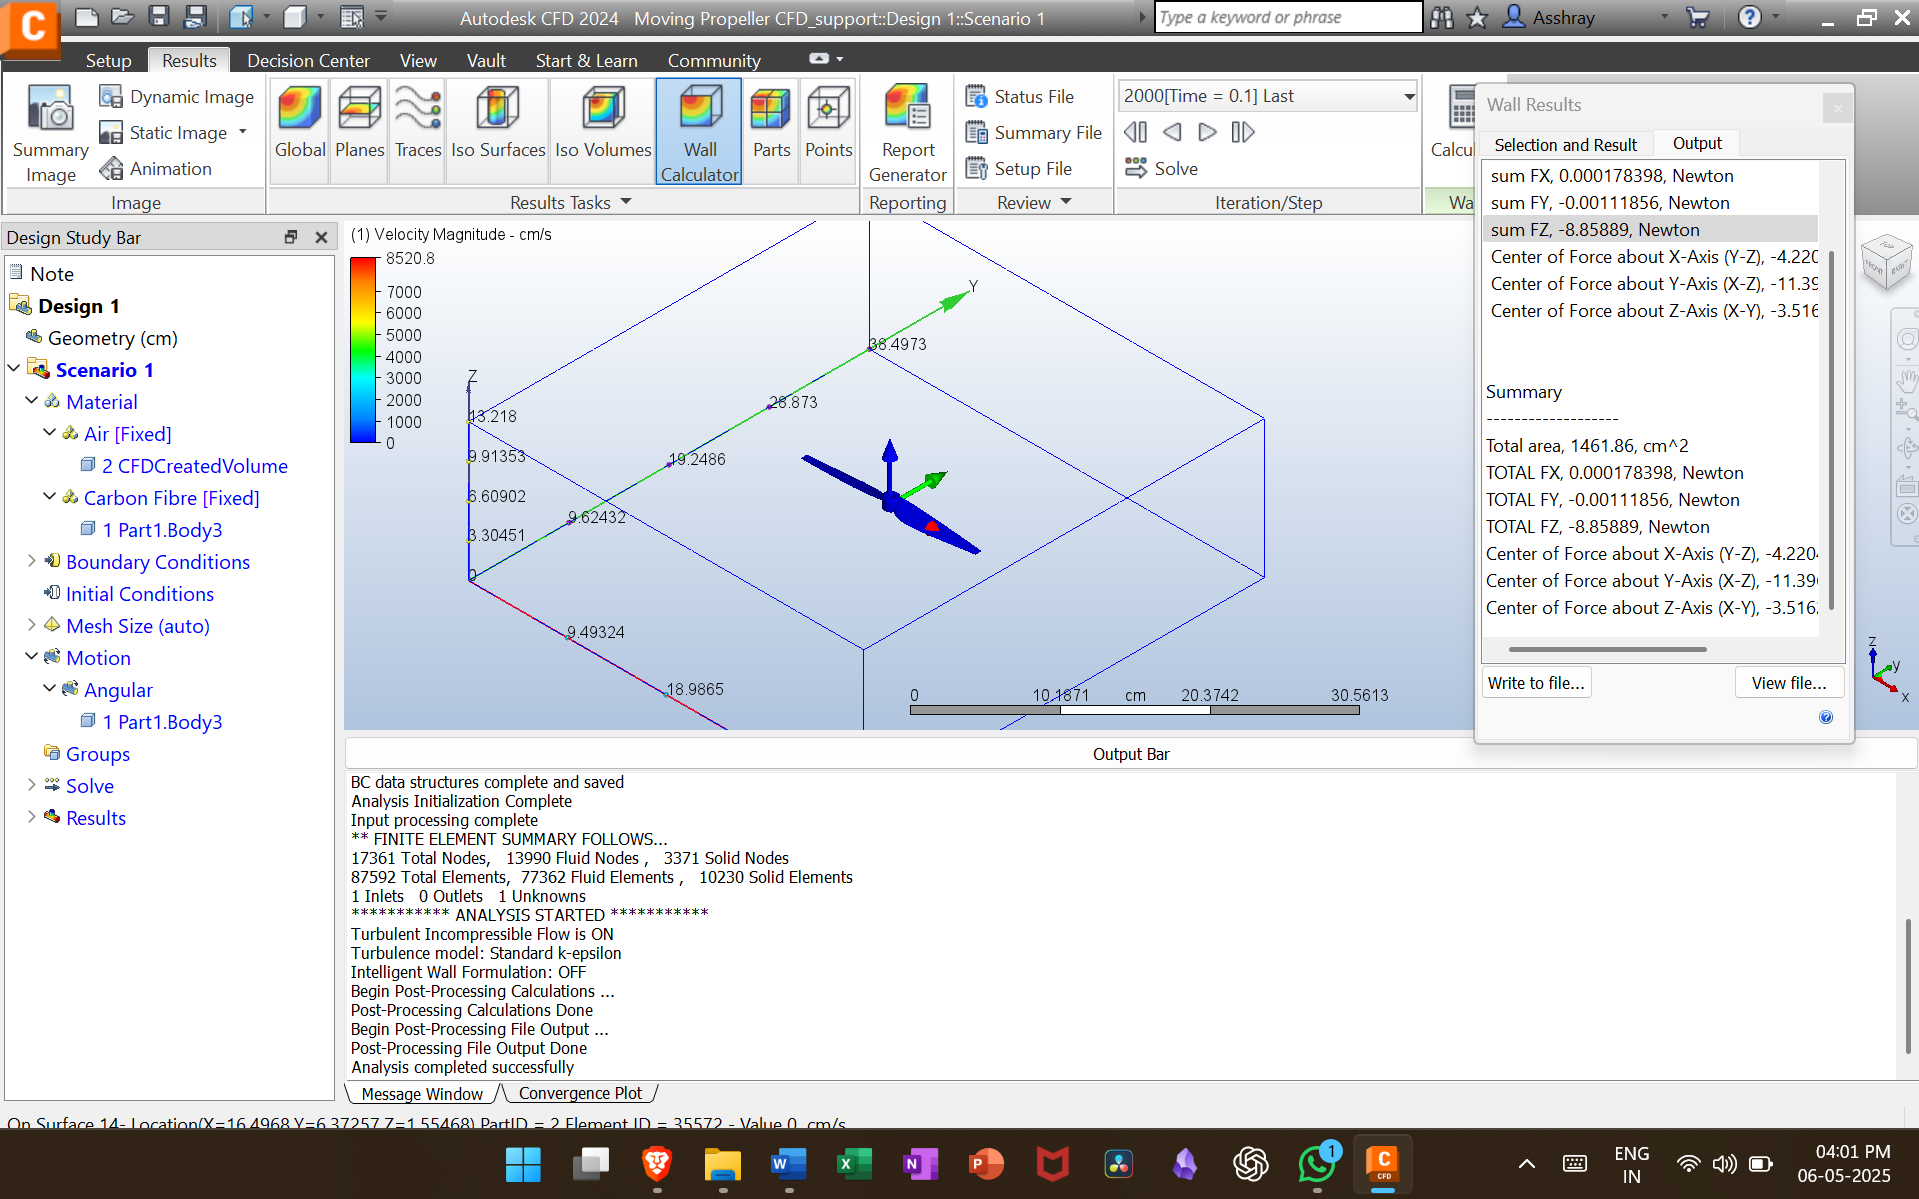 Autodesk CFD 2024 Moving Propeller CFD_support::Design 1::Scenario 1
Type a keyword or phrase
Asshray
Setup Results Decision Center View Vault Start & Learn Community
Summary Image
Dynamic Image
Static Image
Animation
Image
Global
Planes
Traces
Iso Surfaces
Iso Volumes
Wall Calculator
Parts
Points
Results Tasks
Report Generator
Reporting
Status File
Summary File
Setup File
Review
2000[Time = 0.1] Last
Solve
Iteration/Step
Calcul
Wa
Wall Results
Selection and Result
Output
sum FX, 0.000178398, Newton
sum FY, -0.00111856, Newton
sum FZ, -8.85889, Newton
Center of Force about X-Axis (Y-Z), -4.220
Center of Force about Y-Axis (X-Z), -11.39
Center of Force about Z-Axis (X-Y), -3.516
Summary
-------------------
Total area, 1461.86, cm^2
TOTAL FX, 0.000178398, Newton
TOTAL FY, -0.00111856, Newton
TOTAL FZ, -8.85889, Newton
Center of Force about X-Axis (Y-Z), -4.220
Center of Force about Y-Axis (X-Z), -11.39
Center of Force about Z-Axis (X-Y), -3.516
Write to file...
View file...
Design Study Bar
Note
Design 1
Geometry (cm)
Scenario 1
Material
Air [Fixed]
2 CFDCreatedVolume
Carbon Fibre [Fixed]
1 Part1.Body3
Boundary Conditions
Initial Conditions
Mesh Size (auto)
Motion
Angular
1 Part1.Body3
Groups
Solve
Results
(1) Velocity Magnitude - cm/s
8520.8
7000
6000
5000
4000
3000
2000
1000
0
Y
38.4973
28.873
19.2486
9.62432
Z
13.218
9.91353
6.60902
3.30451
0
9.49324
18.9865
0 10.1871 cm 20.3742 30.5613
FRONT
Z
Y
X
Output Bar
BC data structures complete and saved
Analysis Initialization Complete
Input processing complete
** FINITE ELEMENT SUMMARY FOLLOWS...
17361 Total Nodes, 13990 Fluid Nodes , 3371 Solid Nodes
87592 Total Elements, 77362 Fluid Elements , 10230 Solid Elements
1 Inlets 0 Outlets 1 Unknowns
*********** ANALYSIS STARTED ***********
Turbulent Incompressible Flow is ON
Turbulence model: Standard k-epsilon
Intelligent Wall Formulation: OFF
Begin Post-Processing Calculations ...
Post-Processing Calculations Done
Begin Post-Processing File Output ...
Post-Processing File Output Done
Analysis completed successfully
Message Window
Convergence Plot
On Surface 14- Location(X=16.4968,Y=6.37257,Z=1.55468) PartID = 2 Element ID = 35572 - Value 0 cm/s
1
ENG
IN
04:01 PM
06-05-2025